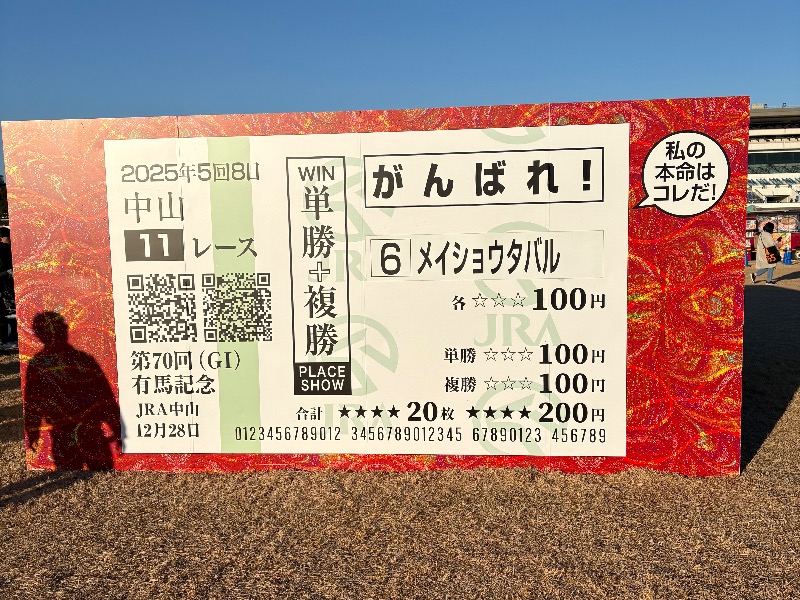 2025年5回8日
中山
11 レース
第70回(GI)
有馬記念
JRA中山
12月28日
WIN
単勝+複勝
PLACE
SHOW
がんばれ!
6 メイショウタバル
各 ☆☆☆100円
単勝 ☆☆☆100円
複勝 ☆☆☆100円
合計 ★★★★20枚 ★★★★200円
0123456789012 3456789012345 67890123 456789
私の
本命は
コレだ!
JRA